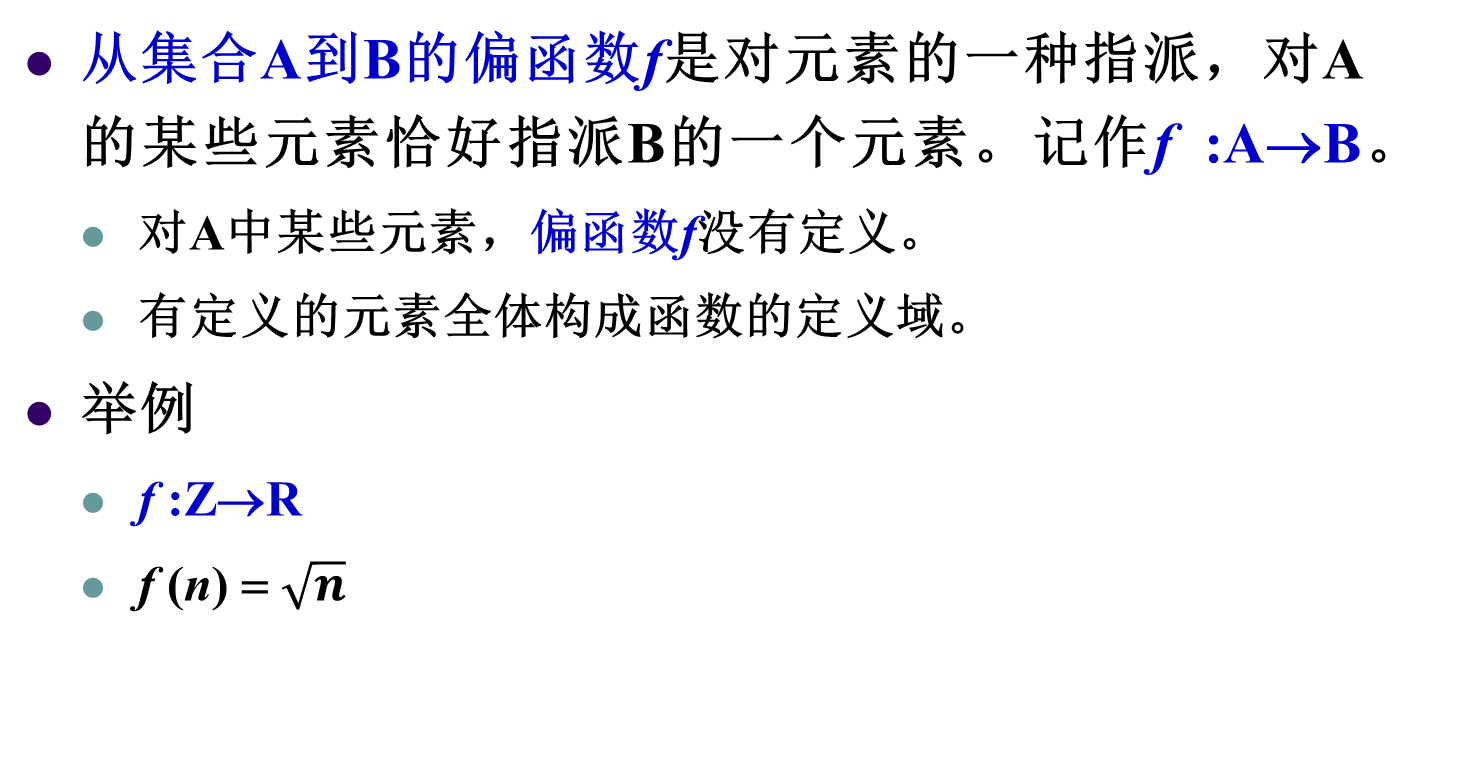 从集合A到B的偏函数f是对元素的一种指派，对A
的某些元素恰好指派B的一个元素。记作f :A→B。
对A中某些元素，偏函数f没有定义。
有定义的元素全体构成函数的定义域。
举例
f :Z→R
f (n) = √n